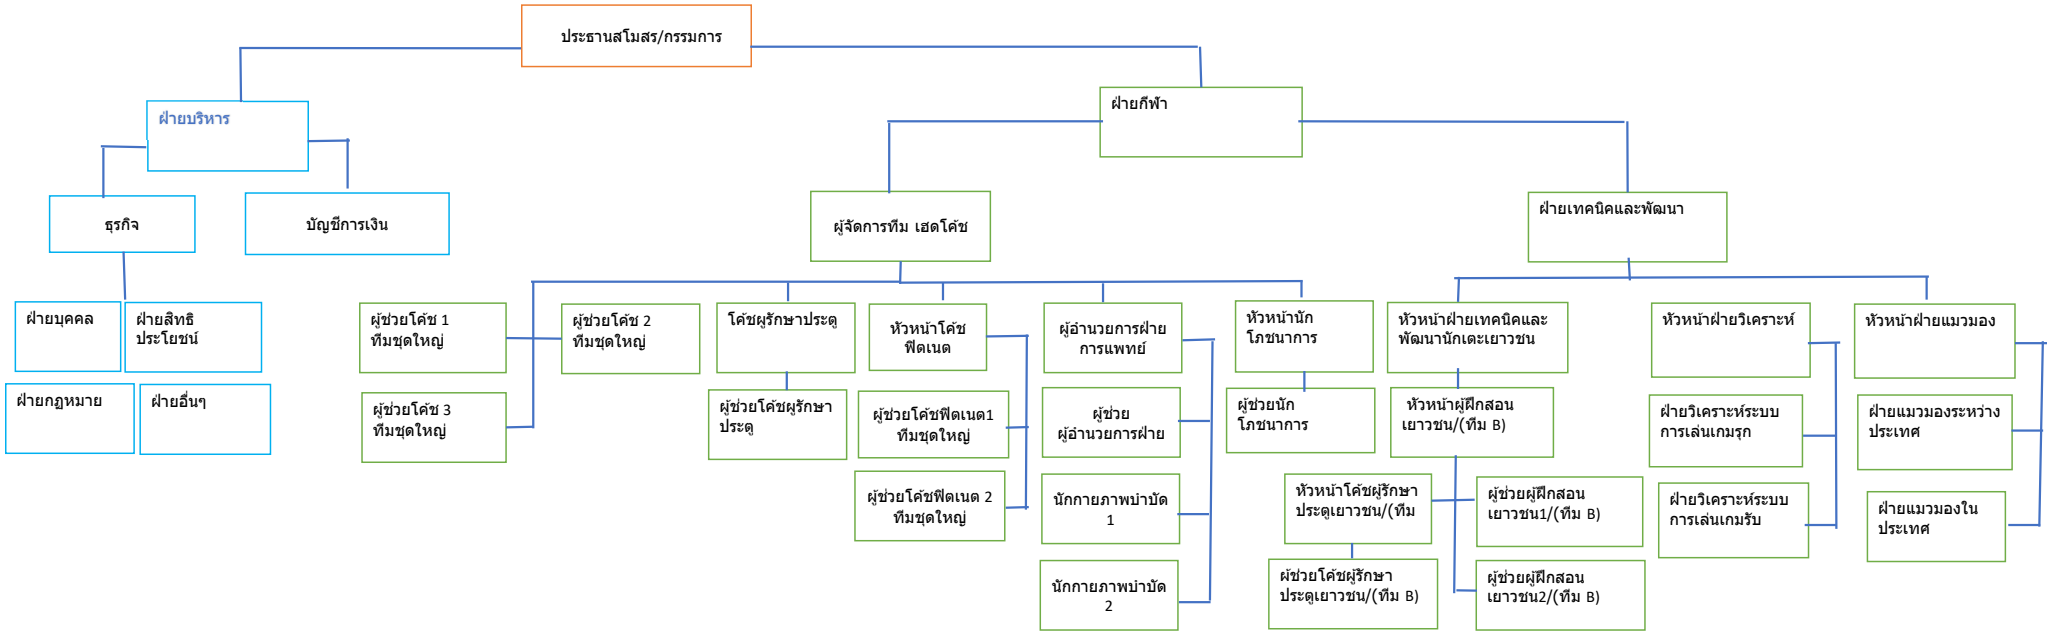 ประธานสโมสร/กรรมการ
ฝ่ายบริหาร
ฝ่ายกีฬา
ธุรกิจ
บัญชีการเงิน
ผู้จัดการทีม เฮดโค้ช
ฝ่ายเทคนิคและพัฒนา
ฝ่ายบุคคล
ฝ่ายสิทธิ
ประโยชน์
ฝ่ายกฏหมาย
ฝ่ายอื่นๆ
ผู้ช่วยโค้ช 1
ทีมชุดใหญ่
ผู้ช่วยโค้ช 2
ทีมชุดใหญ่
ผู้ช่วยโค้ช 3
ทีมชุดใหญ่
โค้ชผูรักษาประตู
ผู้ช่วยโค้ชผูรักษา
ประตู
หัวหน้าโค้ช
ฟิตเนต
ผู้ช่วยโค้ชฟิตเนต1
ทีมชุดใหญ่
ผู้ช่วยโค้ชฟิตเนต 2
ทีมชุดใหญ่
ผู้อำนวยการฝ่าย
การแพทย์
ผู้ช่วย
ผู้อำนวยการฝ่าย
นักกายภาพบำบัด
1
นักกายภาพบำบัด
2
หัวหน้านัก
โภชนาการ
ผู้ช่วยนัก
โภชนาการ
หัวหน้าฝ่ายเทคนิคและ
พัฒนานักเตะเยาวชน
หัวหน้าผู้ฝึกสอน
เยาวชน/(ทีม B)
หัวหน้าโค้ชผู้รักษา
ประตูเยาวชน/(ทีม
ผู้ช่วยผู้ฝึกสอน
เยาวชน1/(ทีม B)
ผัช่วยโค้ชผู้รักษา
ประตูเยาวชน/(ทีม B)
ผู้ช่วยผู้ฝึกสอน
เยาวชน2/(ทีม B)
หัวหน้าฝ่ายวิเคราะห์
ฝ่ายวิเคราะห์ระบบ
การเล่นเกมรุก
ฝ่ายวิเคราะห์ระบบ
การเล่นเกมรับ
หัวหน้าฝ่ายแมวมอง
ฝ่ายแมวมองระหว่าง
ประเทศ
ฝ่ายแมวมองใน
ประเทศ